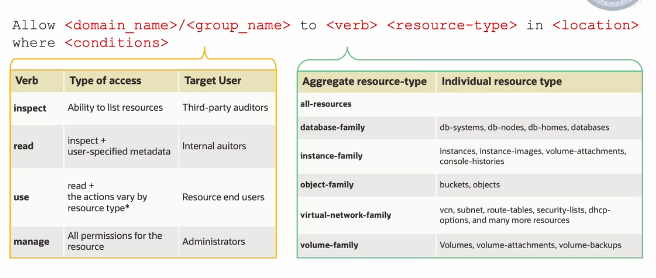 Allow <domain_name>/<group_name> to <verb> <resource-type> in <location>
where <conditions>
Verb Type of access Target User
inspect Ability to list resources Third-party auditors
read inspect +
user-specified metadata Internal auitors
use read +
the actions vary by
resource type* Resource end users
manage All permissions for the
resource Administrators
Aggregate resource-type Individual resource type
all-resources
database-family db-systems, db-nodes, db-homes, databases
instance-family instances, instance-images, volume-attachments,
console-histories
object-family buckets, objects
virtual-network-family vcn, subnet, route-tables, security-lists, dhcp-
options, and many more resources
volume-family Volumes, volume-attachments, volume-backups